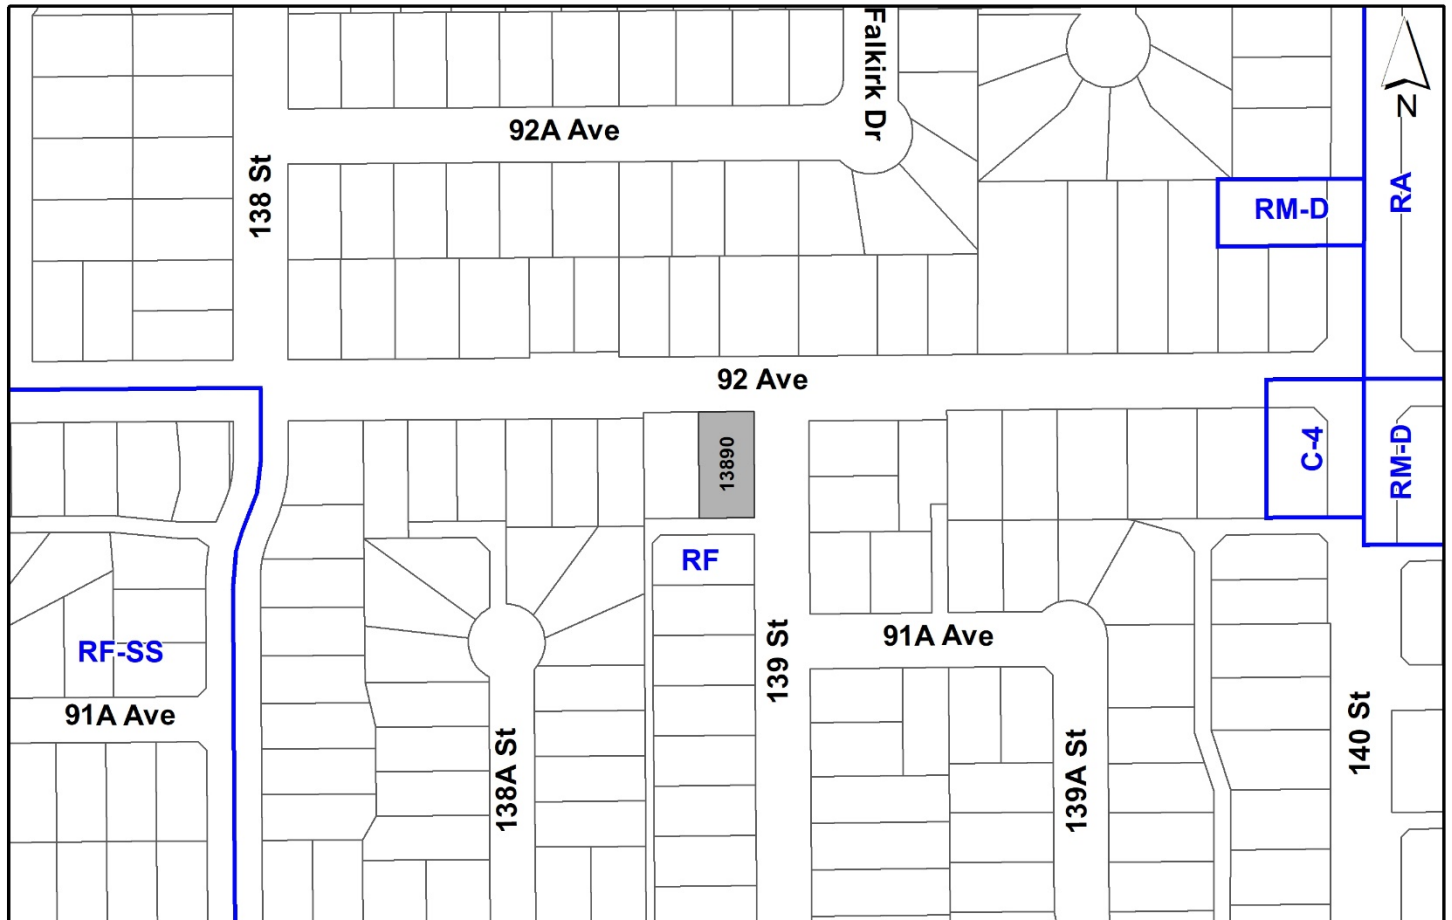 Falkirk Dr
N
92A Ave
138 St
RM-D
RA
92 Ave
13890
C-4
RM-D
RF
RF-SS
139 St
91A Ave
91A Ave
138A St
139A St
140 St